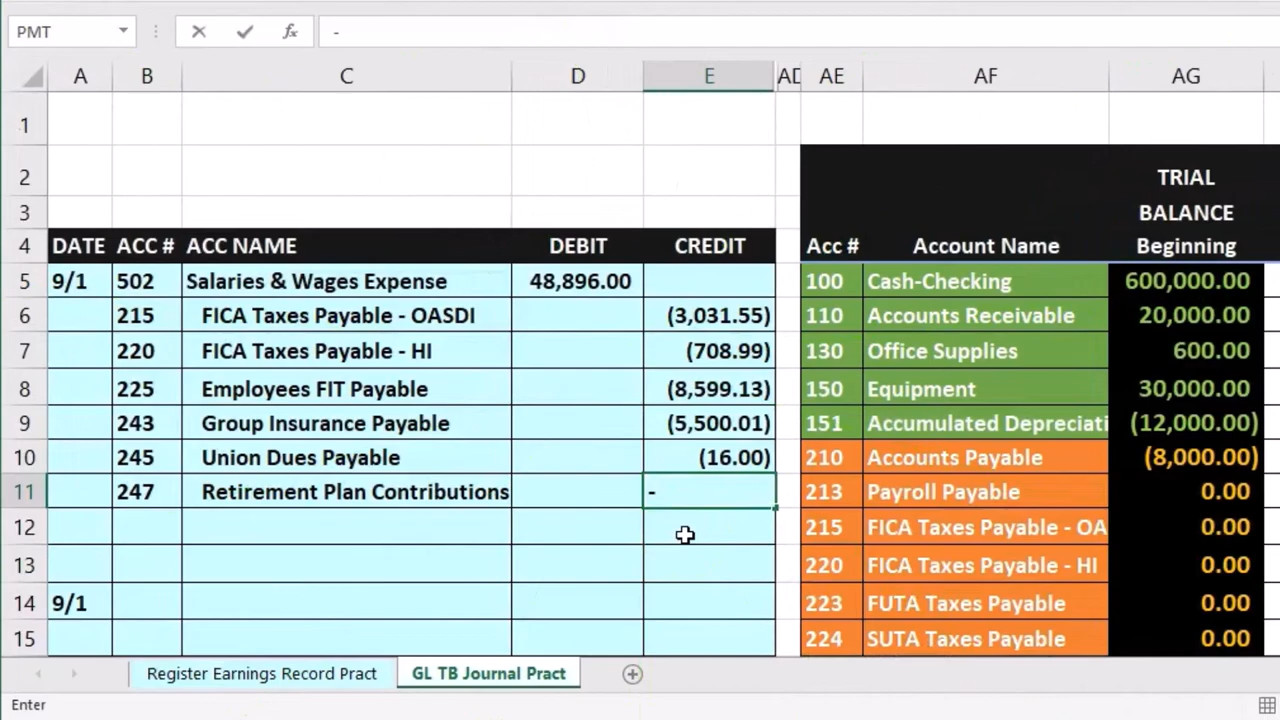 PMT
fx
-
A B C D E AD AE AF AG
1
2 TRIAL
3 BALANCE
4 DATE ACC # ACC NAME DEBIT CREDIT Acc # Account Name Beginning
5 9/1 502 Salaries & Wages Expense 48,896.00 100 Cash-Checking 600,000.00
6 215 FICA Taxes Payable - OASDI (3,031.55) 110 Accounts Receivable 20,000.00
7 220 FICA Taxes Payable - HI (708.99) 130 Office Supplies 600.00
8 225 Employees FIT Payable (8,599.13) 150 Equipment 30,000.00
9 243 Group Insurance Payable (5,500.01) 151 Accumulated Depreciati (12,000.00)
10 245 Union Dues Payable (16.00) 210 Accounts Payable (8,000.00)
11 247 Retirement Plan Contributions - 213 Payroll Payable 0.00
12 215 FICA Taxes Payable - OA 0.00
13 220 FICA Taxes Payable - HI 0.00
14 9/1 223 FUTA Taxes Payable 0.00
15 224 SUTA Taxes Payable 0.00
Register Earnings Record Pract GL TB Journal Pract
Enter